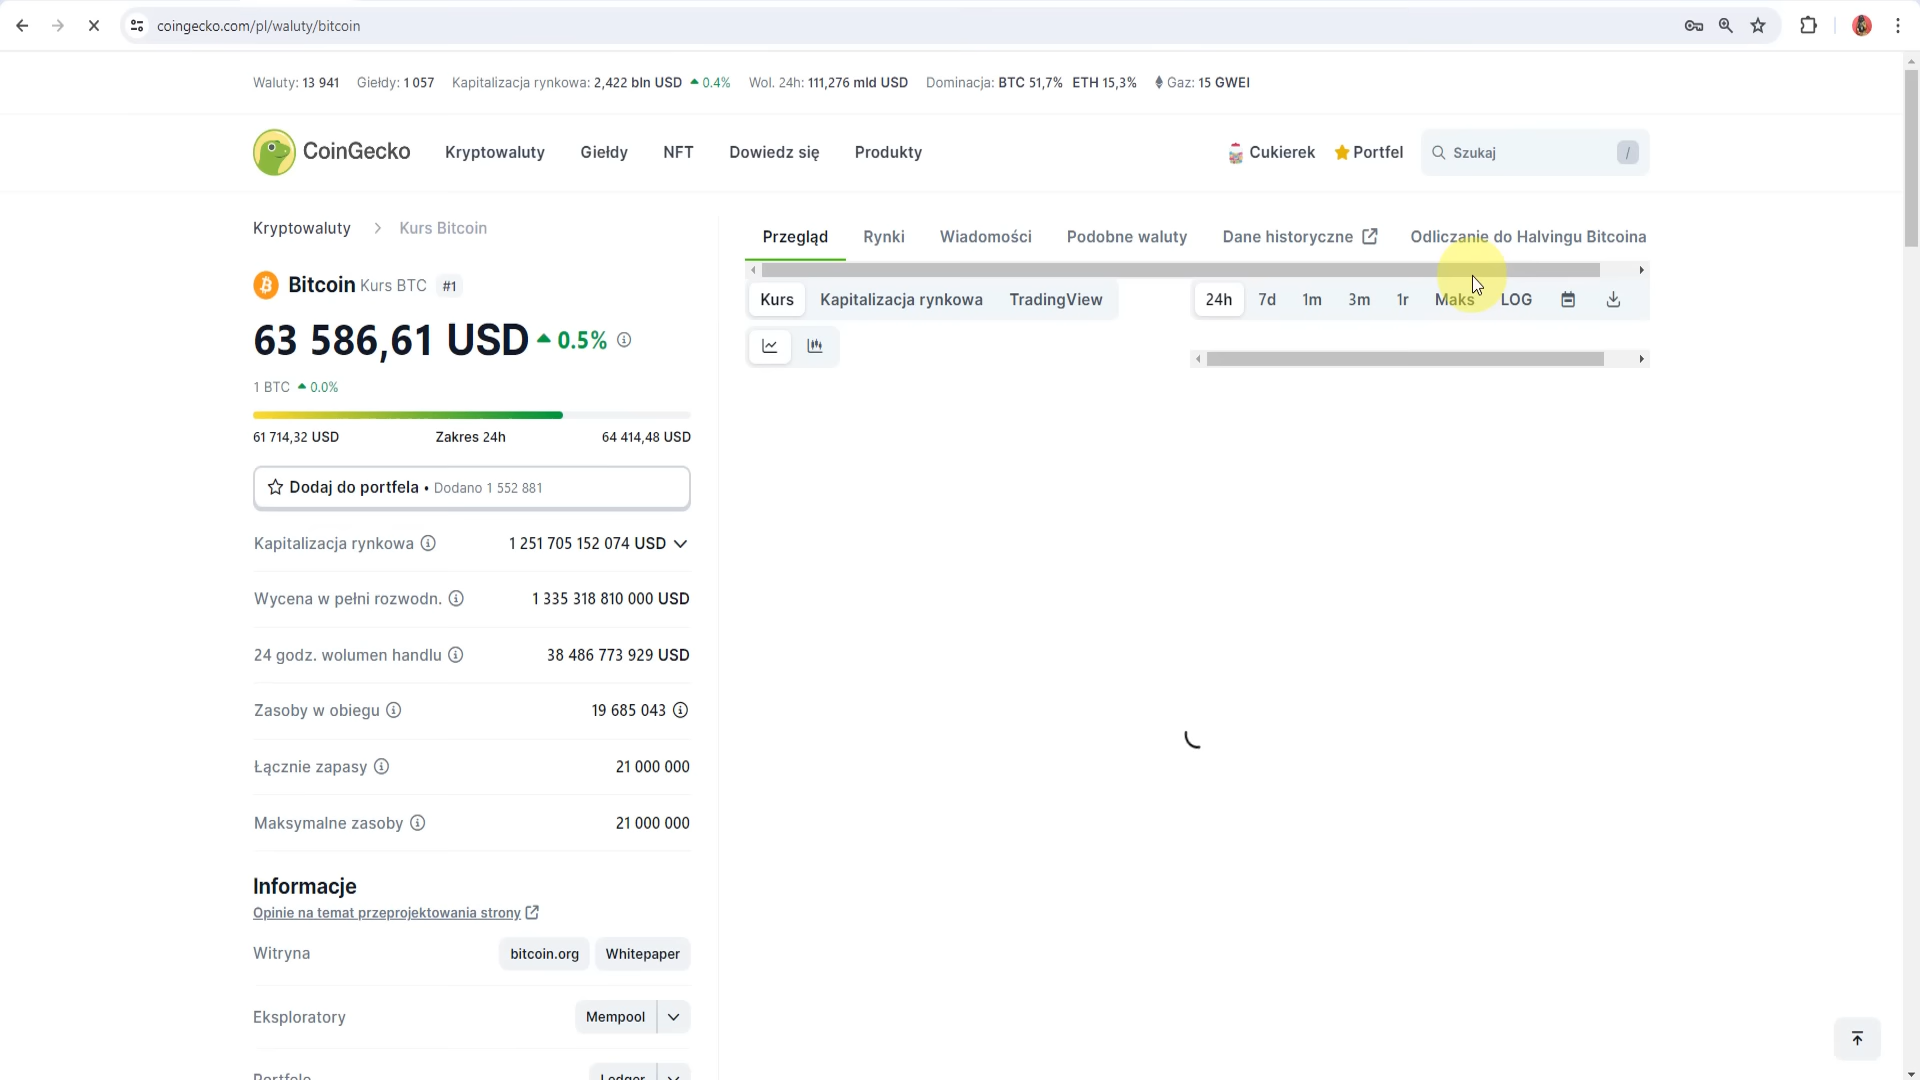 coingecko.com/pl/waluty/bitcoin
Waluty: 13 941 Giełdy: 1 057 Kapitalizacja rynkowa: 2,422 bln USD 0.4% Wol. 24h: 111,276 mld USD Dominacja: BTC 51,7% ETH 15,3% Gaz: 15 GWEI
CoinGecko Kryptowaluty Giełdy NFT Dowiedz się Produkty Cukierek Portfel Szukaj /
Kryptowaluty > Kurs Bitcoin
Przegląd Rynki Wiadomości Podobne waluty Dane historyczne Odliczanie do Halvingu Bitcoina
Bitcoin Kurs BTC #1
Kurs Kapitalizacja rynkowa TradingView 24h 7d 1m 3m 1r Maks LOG
63 586,61 USD 0.5%
1 BTC 0.0%
61 714,32 USD Zakres 24h 64 414,48 USD
Dodaj do portfela • Dodano 1 552 881
Kapitalizacja rynkowa 1 251 705 152 074 USD
Wycena w pełni rozwodn. 1 335 318 810 000 USD
24 godz. wolumen handlu 38 486 773 929 USD
Zasoby w obiegu 19 685 043
Łącznie zapasy 21 000 000
Maksymalne zasoby 21 000 000
Informacje
Opinie na temat przeprojektowania strony
Witryna bitcoin.org Whitepaper
Eksploratory Mempool
Portfele Ledger